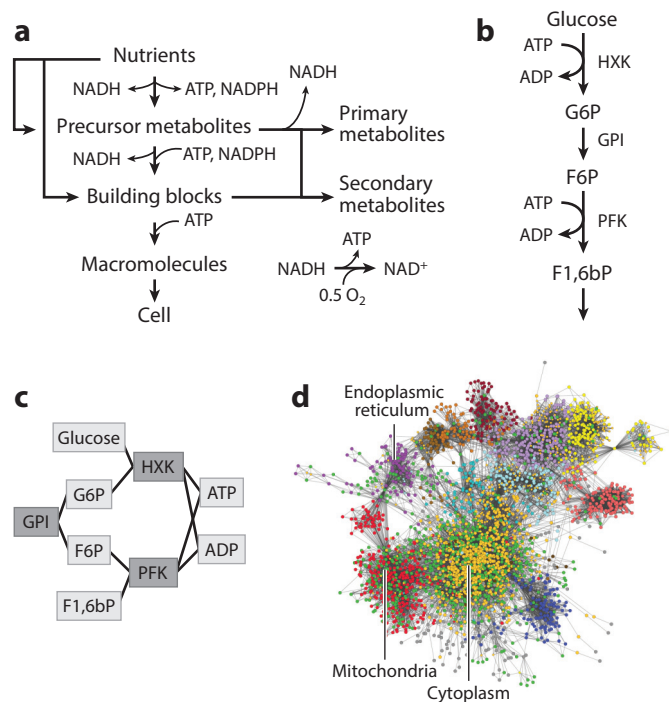 a
Nutrients
NADH
ATP, NADPH
NADH
Precursor metabolites
Primary
metabolites
NADH
ATP, NADPH
Building blocks
Secondary
metabolites
ATP
Macromolecules
ATP
NADH
NAD+
0.5 O2
Cell
b
Glucose
ATP
HXK
ADP
G6P
GPI
F6P
ATP
PFK
ADP
F1,6bP
c
Glucose
HXK
G6P
ATP
GPI
F6P
ADP
PFK
F1,6bP
d
Endoplasmic
reticulum
Mitochondria
Cytoplasm